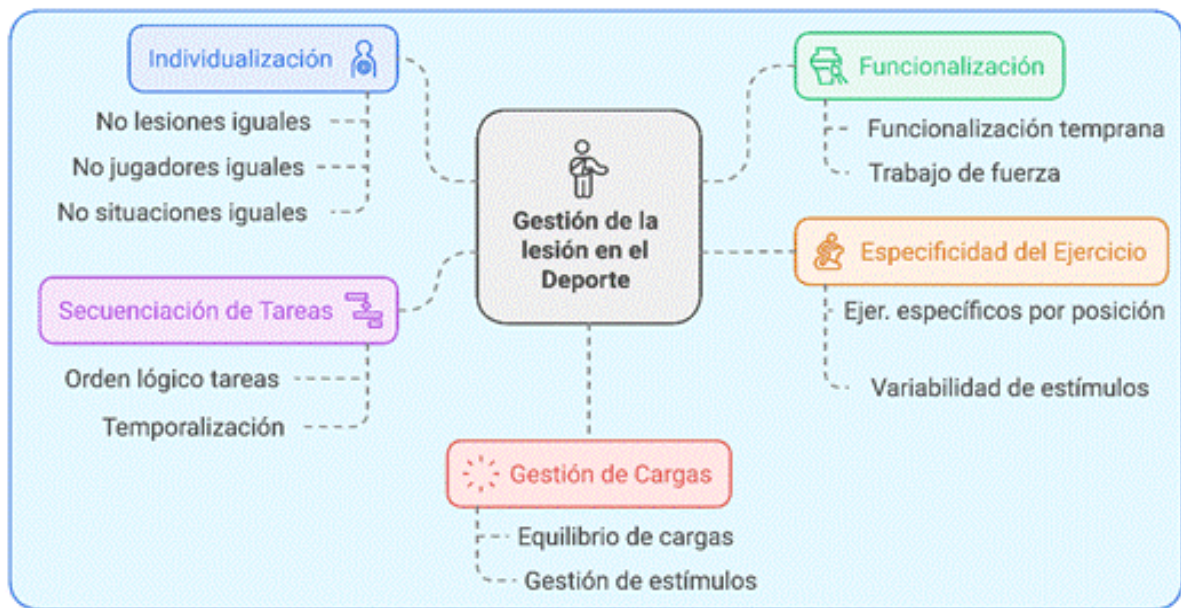 Individualización
No lesiones iguales
No jugadores iguales
No situaciones iguales
Secuenciación de Tareas
Orden lógico tareas
Temporalización
Gestión de la
lesión en el
Deporte
Gestión de Cargas
Equilibrio de cargas
Gestión de estímulos
Funcionalización
Funcionalización temprana
Trabajo de fuerza
Especificidad del Ejercicio
Ejer. específicos por posición
Variabilidad de estímulos